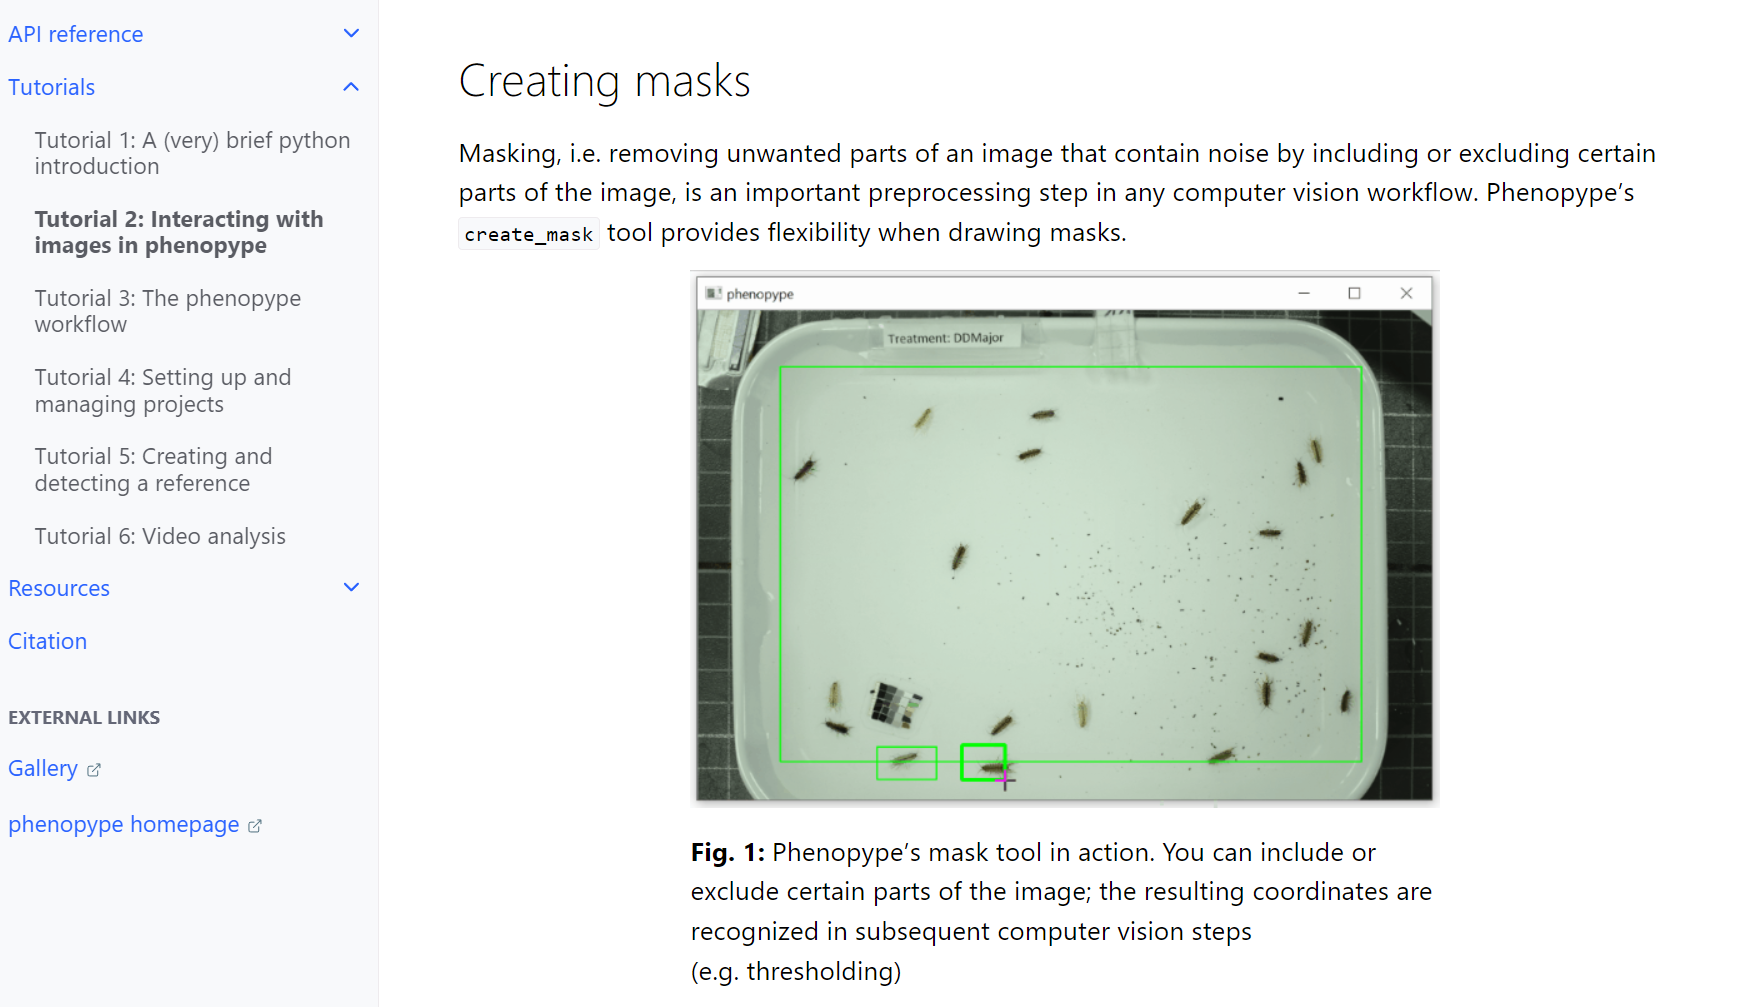 API reference
Tutorials
Tutorial 1: A (very) brief python
introduction
Tutorial 2: Interacting with
images in phenopype
Tutorial 3: The phenopype
workflow
Tutorial 4: Setting up and
managing projects
Tutorial 5: Creating and
detecting a reference
Tutorial 6: Video analysis
Resources
Citation
EXTERNAL LINKS
Gallery
phenopype homepage
Creating masks
Masking, i.e. removing unwanted parts of an image that contain noise by including or excluding certain
parts of the image, is an important preprocessing step in any computer vision workflow. Phenopype’s
create_mask tool provides flexibility when drawing masks.
phenopype
Treatment: DDMajor
Fig. 1: Phenopype’s mask tool in action. You can include or
exclude certain parts of the image; the resulting coordinates are
recognized in subsequent computer vision steps
(e.g. thresholding)